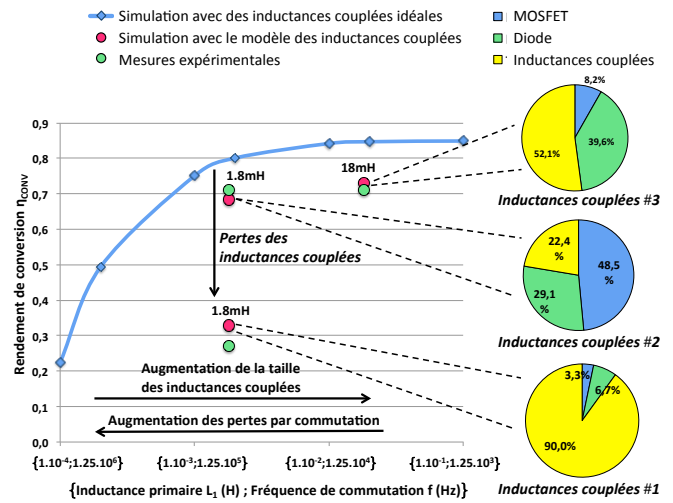 Simulation avec des inductances couplées idéales
Simulation avec le modèle des inductances couplées
Mesures expérimentales
MOSFET
Diode
Inductances couplées
Rendement de conversion ηCONV
0,9
0,8
0,7
0,6
0,5
0,4
0,3
0,2
0,1
0,0
1.8mH
18mH
Pertes des
inductances couplées
1.8mH
Augmentation de la taille
des inductances couplées
Augmentation des pertes par commutation
{1.10-4;1.25.106}
{1.10-3;1.25.105}
{1.10-2;1.25.104}
{1.10-1;1.25.103}
{Inductance primaire L1 (H) ; Fréquence de commutation f (Hz)}
8,2%
39,6%
52,1%
Inductances couplées #3
22,4
%
48,5
%
29,1
%
Inductances couplées #2
3,3%
6,7%
90,0%
Inductances couplées #1